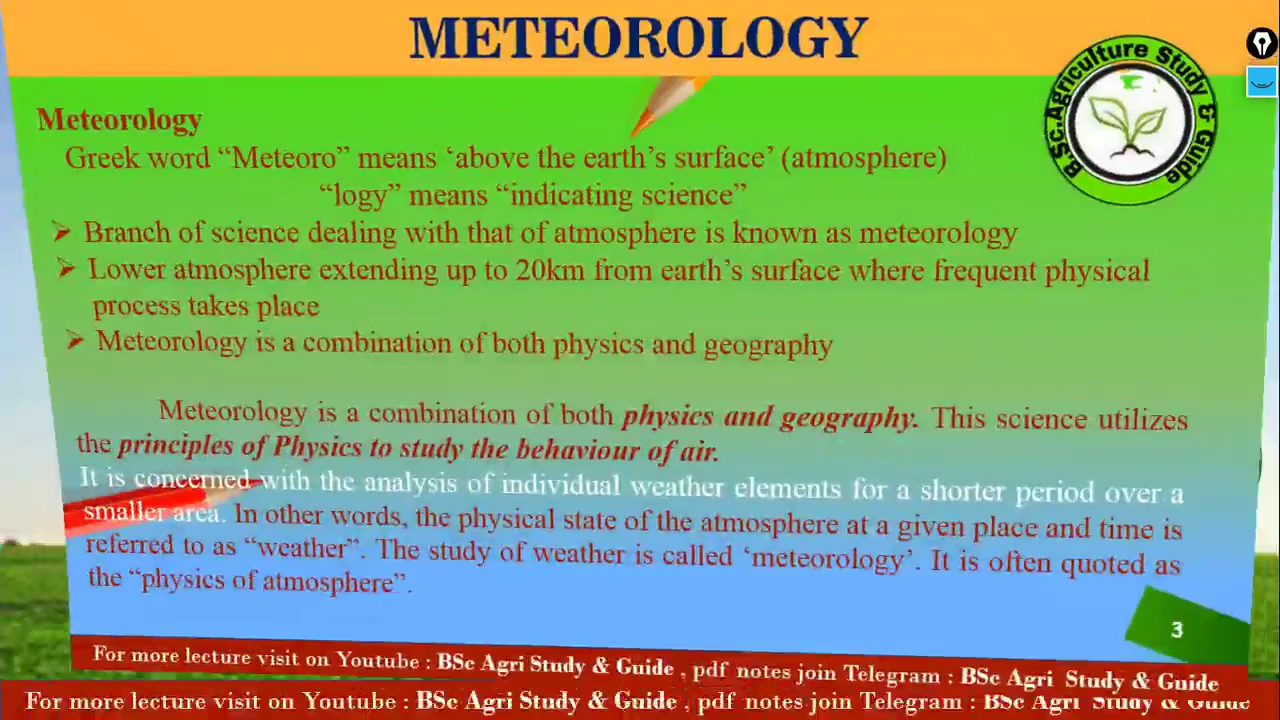 METEOROLOGY
B.Sc.Agriculture Study & Guide
Meteorology
Greek word “Meteoro” means ‘above the earth’s surface’ (atmosphere)
“logy” means “indicating science”
➢ Branch of science dealing with that of atmosphere is known as meteorology
➢ Lower atmosphere extending up to 20km from earth’s surface where frequent physical
process takes place
➢ Meteorology is a combination of both physics and geography
Meteorology is a combination of both physics and geography. This science utilizes
the principles of Physics to study the behaviour of air.
It is concerned with the analysis of individual weather elements for a shorter period over a
smaller area. In other words, the physical state of the atmosphere at a given place and time is
referred to as “weather”. The study of weather is called ‘meteorology’. It is often quoted as
the “physics of atmosphere”.
3
For more lecture visit on Youtube : BSc Agri Study & Guide , pdf notes join Telegram : BSc Agri Study & Guide
For more lecture visit on Youtube : BSc Agri Study & Guide , pdf notes join Telegram : BSc Agri Study & Guide